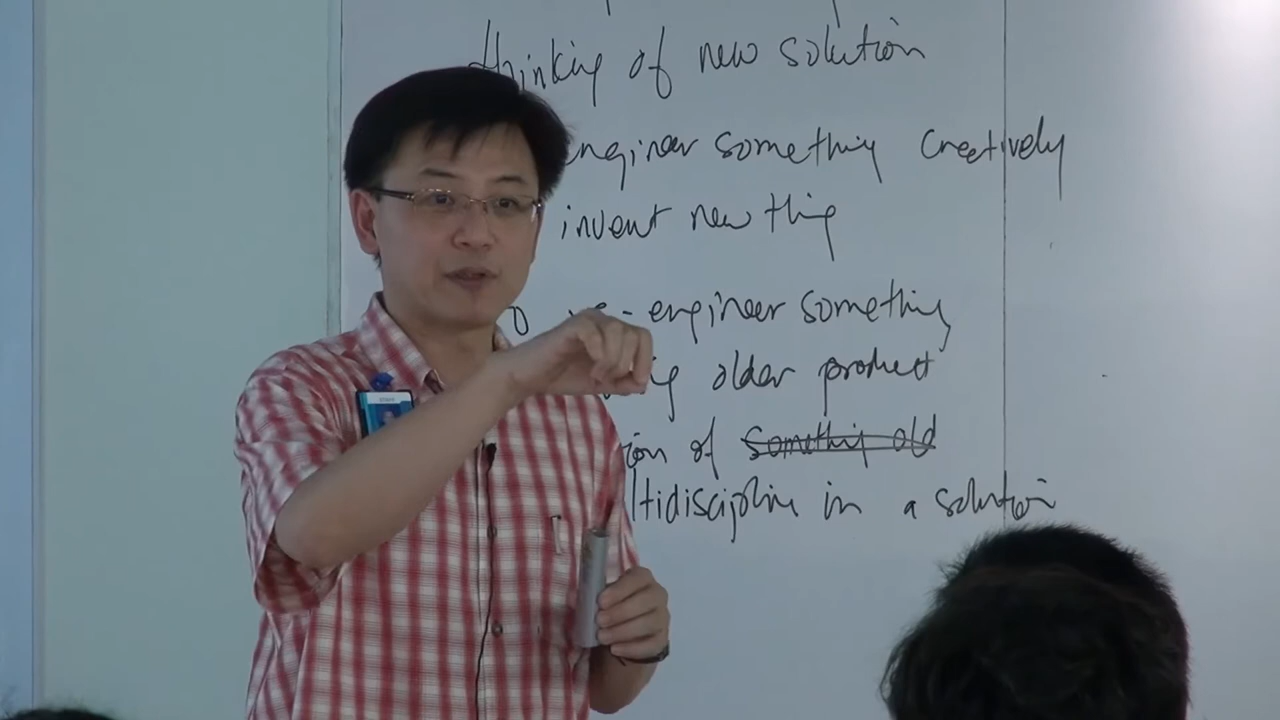 thinking of new solution
engineer something creatively
invent new thing
re-engineer something
older product
of something old
in a solution